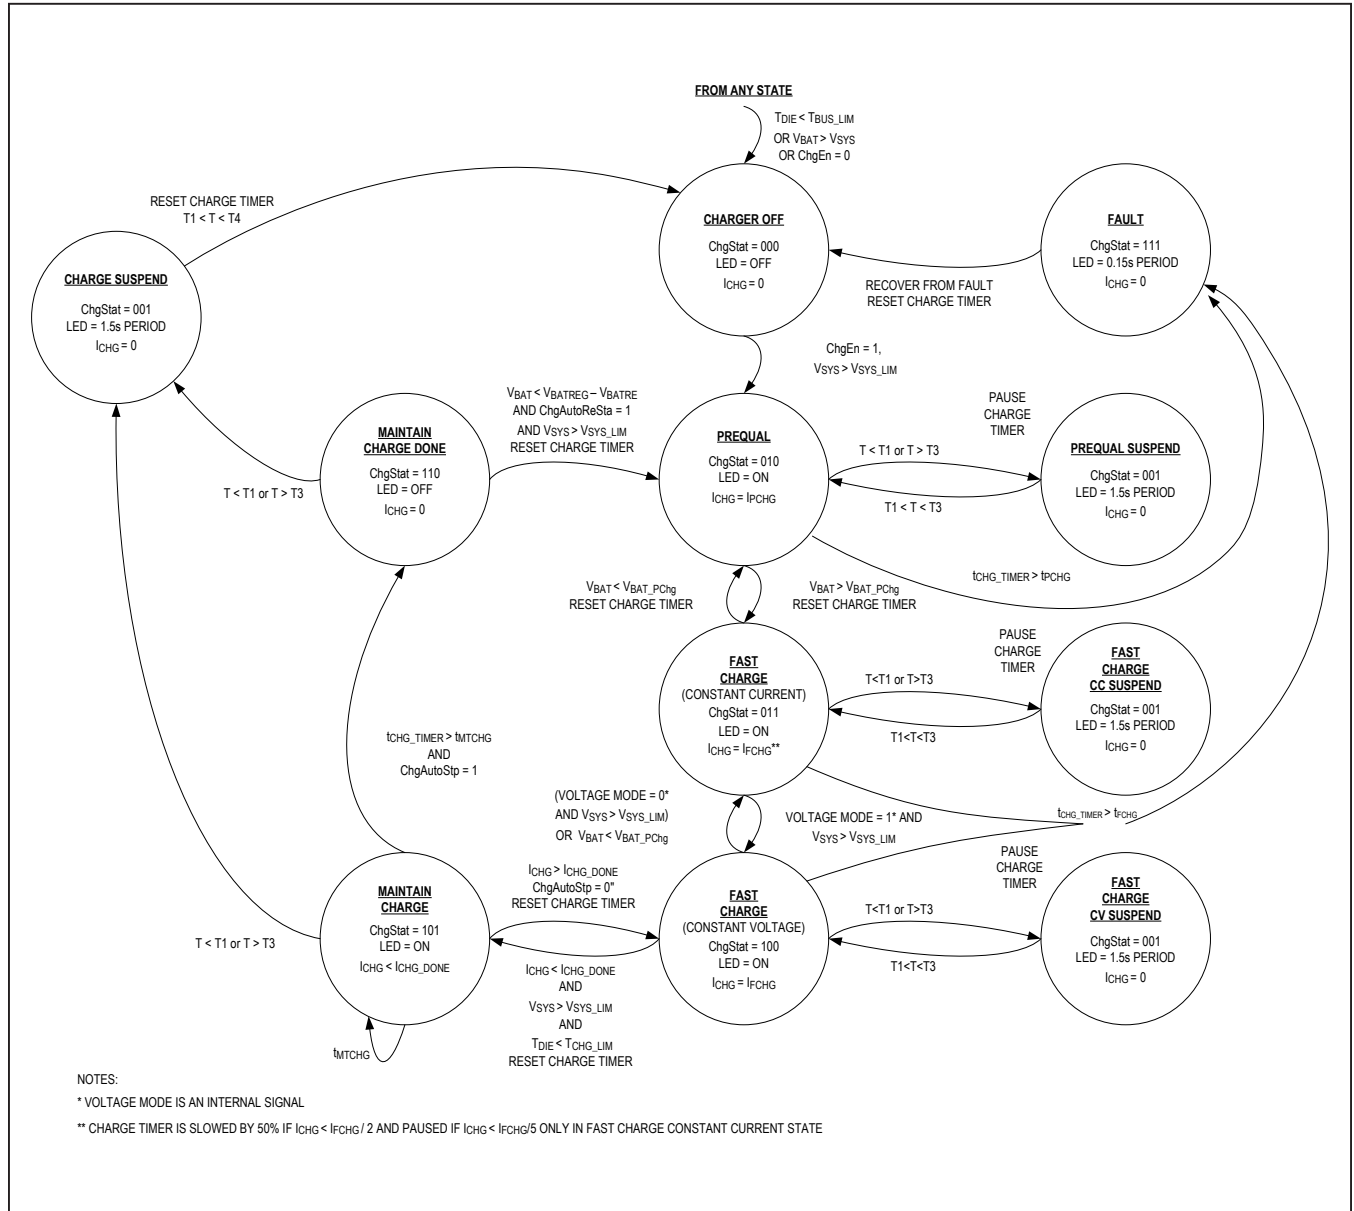 FROM ANY STATE
TDIE < TBUS_LIM
OR VBAT > VSYS
OR ChgEn = 0
RESET CHARGE TIMER
T1 < T < T4
CHARGER OFF
ChgStat = 000
LED = OFF
ICHG = 0
FAULT
ChgStat = 111
LED = 0.15s PERIOD
ICHG = 0
RECOVER FROM FAULT
RESET CHARGE TIMER
CHARGE SUSPEND
ChgStat = 001
LED = 1.5s PERIOD
ICHG = 0
ChgEn = 1,
VSYS > VSYS_LIM
VBAT < VBATREG – VBATRE
AND ChgAutoReSta = 1
AND VSYS > VSYS_LIM
RESET CHARGE TIMER
MAINTAIN
CHARGE DONE
ChgStat = 110
LED = OFF
ICHG = 0
T < T1 or T > T3
PREQUAL
ChgStat = 010
LED = ON
ICHG = IPCHG
PAUSE
CHARGE
TIMER
T < T1 or T > T3
T1 < T < T3
PREQUAL SUSPEND
ChgStat = 001
LED = 1.5s PERIOD
ICHG = 0
tCHG_TIMER > tPCHG
VBAT < VBAT_PChg
RESET CHARGE TIMER
VBAT > VBAT_PChg
RESET CHARGE TIMER
FAST
CHARGE
(CONSTANT CURRENT)
ChgStat = 011
LED = ON
ICHG = IFCHG**
PAUSE
CHARGE
TIMER
T<T1 or T>T3
T1<T<T3
FAST
CHARGE
CC SUSPEND
ChgStat = 001
LED = 1.5s PERIOD
ICHG = 0
tCHG_TIMER > tMTCHG
AND
ChgAutoStp = 1
(VOLTAGE MODE = 0*
AND VSYS > VSYS_LIM)
OR VBAT < VBAT_PChg
VOLTAGE MODE = 1* AND
VSYS > VSYS_LIM
tCHG_TIMER > tFCHG
PAUSE
CHARGE
TIMER
MAINTAIN
CHARGE
ChgStat = 101
LED = ON
ICHG < ICHG_DONE
T < T1 or T > T3
tMTCHG
ICHG > ICHG_DONE
ChgAutoStp = 0"
RESET CHARGE TIMER
ICHG < ICHG_DONE
AND
VSYS > VSYS_LIM
AND
TDIE < TCHG_LIM
RESET CHARGE TIMER
FAST
CHARGE
(CONSTANT VOLTAGE)
ChgStat = 100
LED = ON
ICHG = IFCHG
T<T1 or T>T3
T1<T<T3
FAST
CHARGE
CV SUSPEND
ChgStat = 001
LED = 1.5s PERIOD
ICHG = 0
NOTES:
* VOLTAGE MODE IS AN INTERNAL SIGNAL
** CHARGE TIMER IS SLOWED BY 50% IF ICHG < IFCHG / 2 AND PAUSED IF ICHG < IFCHG/5 ONLY IN FAST CHARGE CONSTANT CURRENT STATE